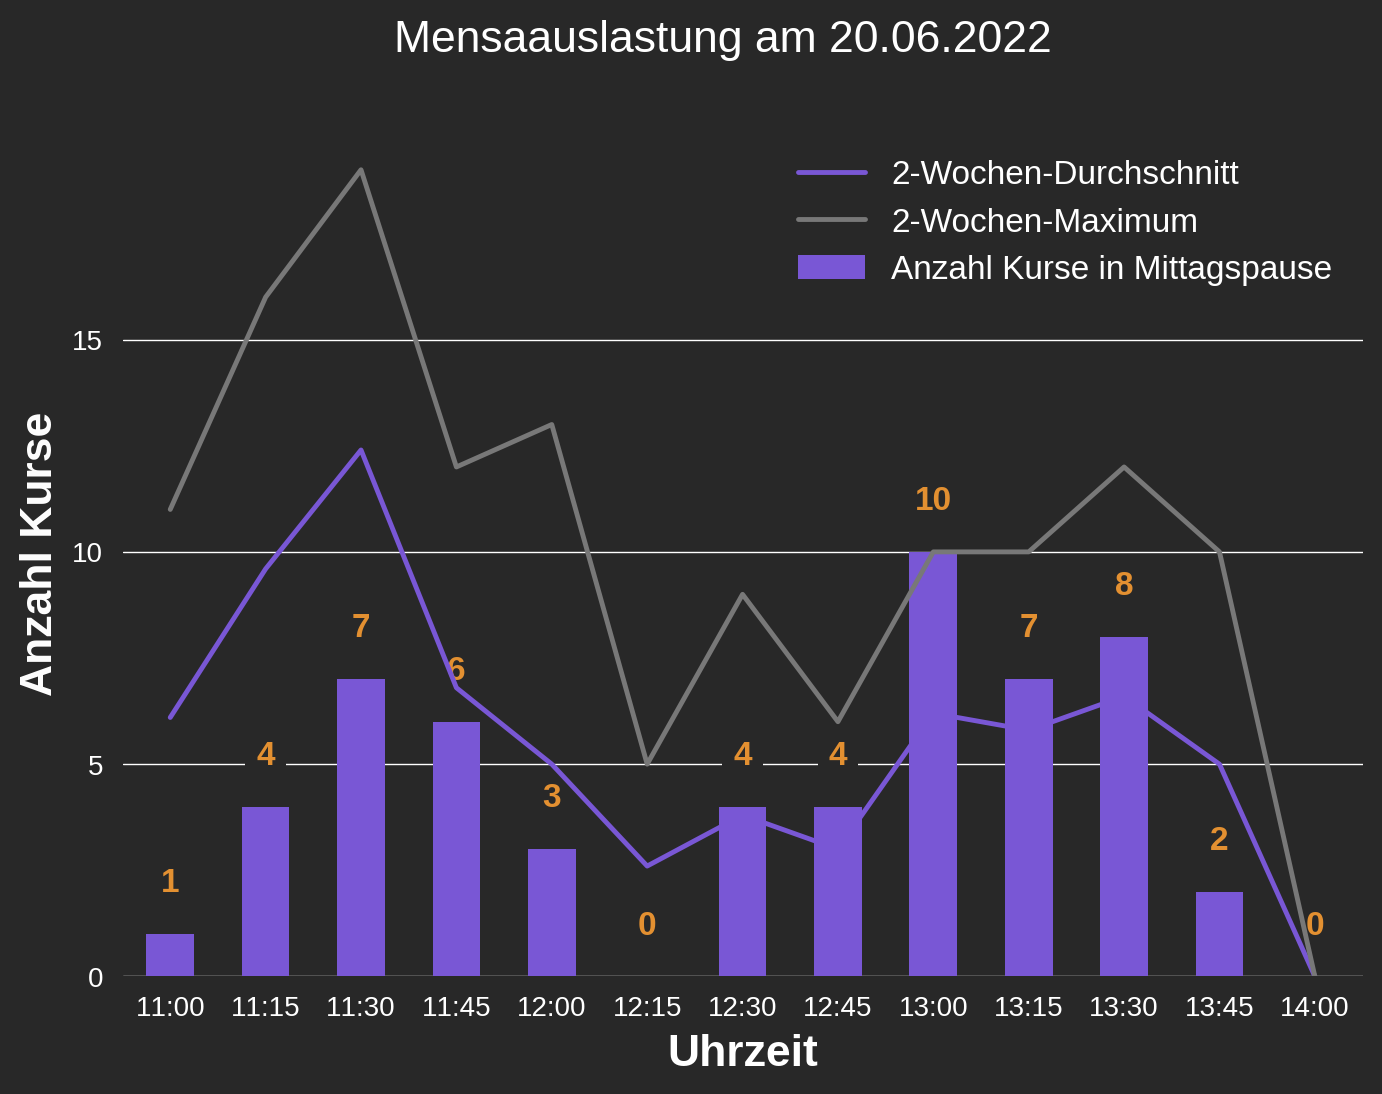 Mensaauslastung am 20.06.2022
2-Wochen-Durchschnitt
2-Wochen-Maximum
Anzahl Kurse in Mittagspause
Anzahl Kurse
15
10
5
0
1
4
7
6
3
0
4
4
10
7
8
2
0
11:00 11:15 11:30 11:45 12:00 12:15 12:30 12:45 13:00 13:15 13:30 13:45 14:00
Uhrzeit